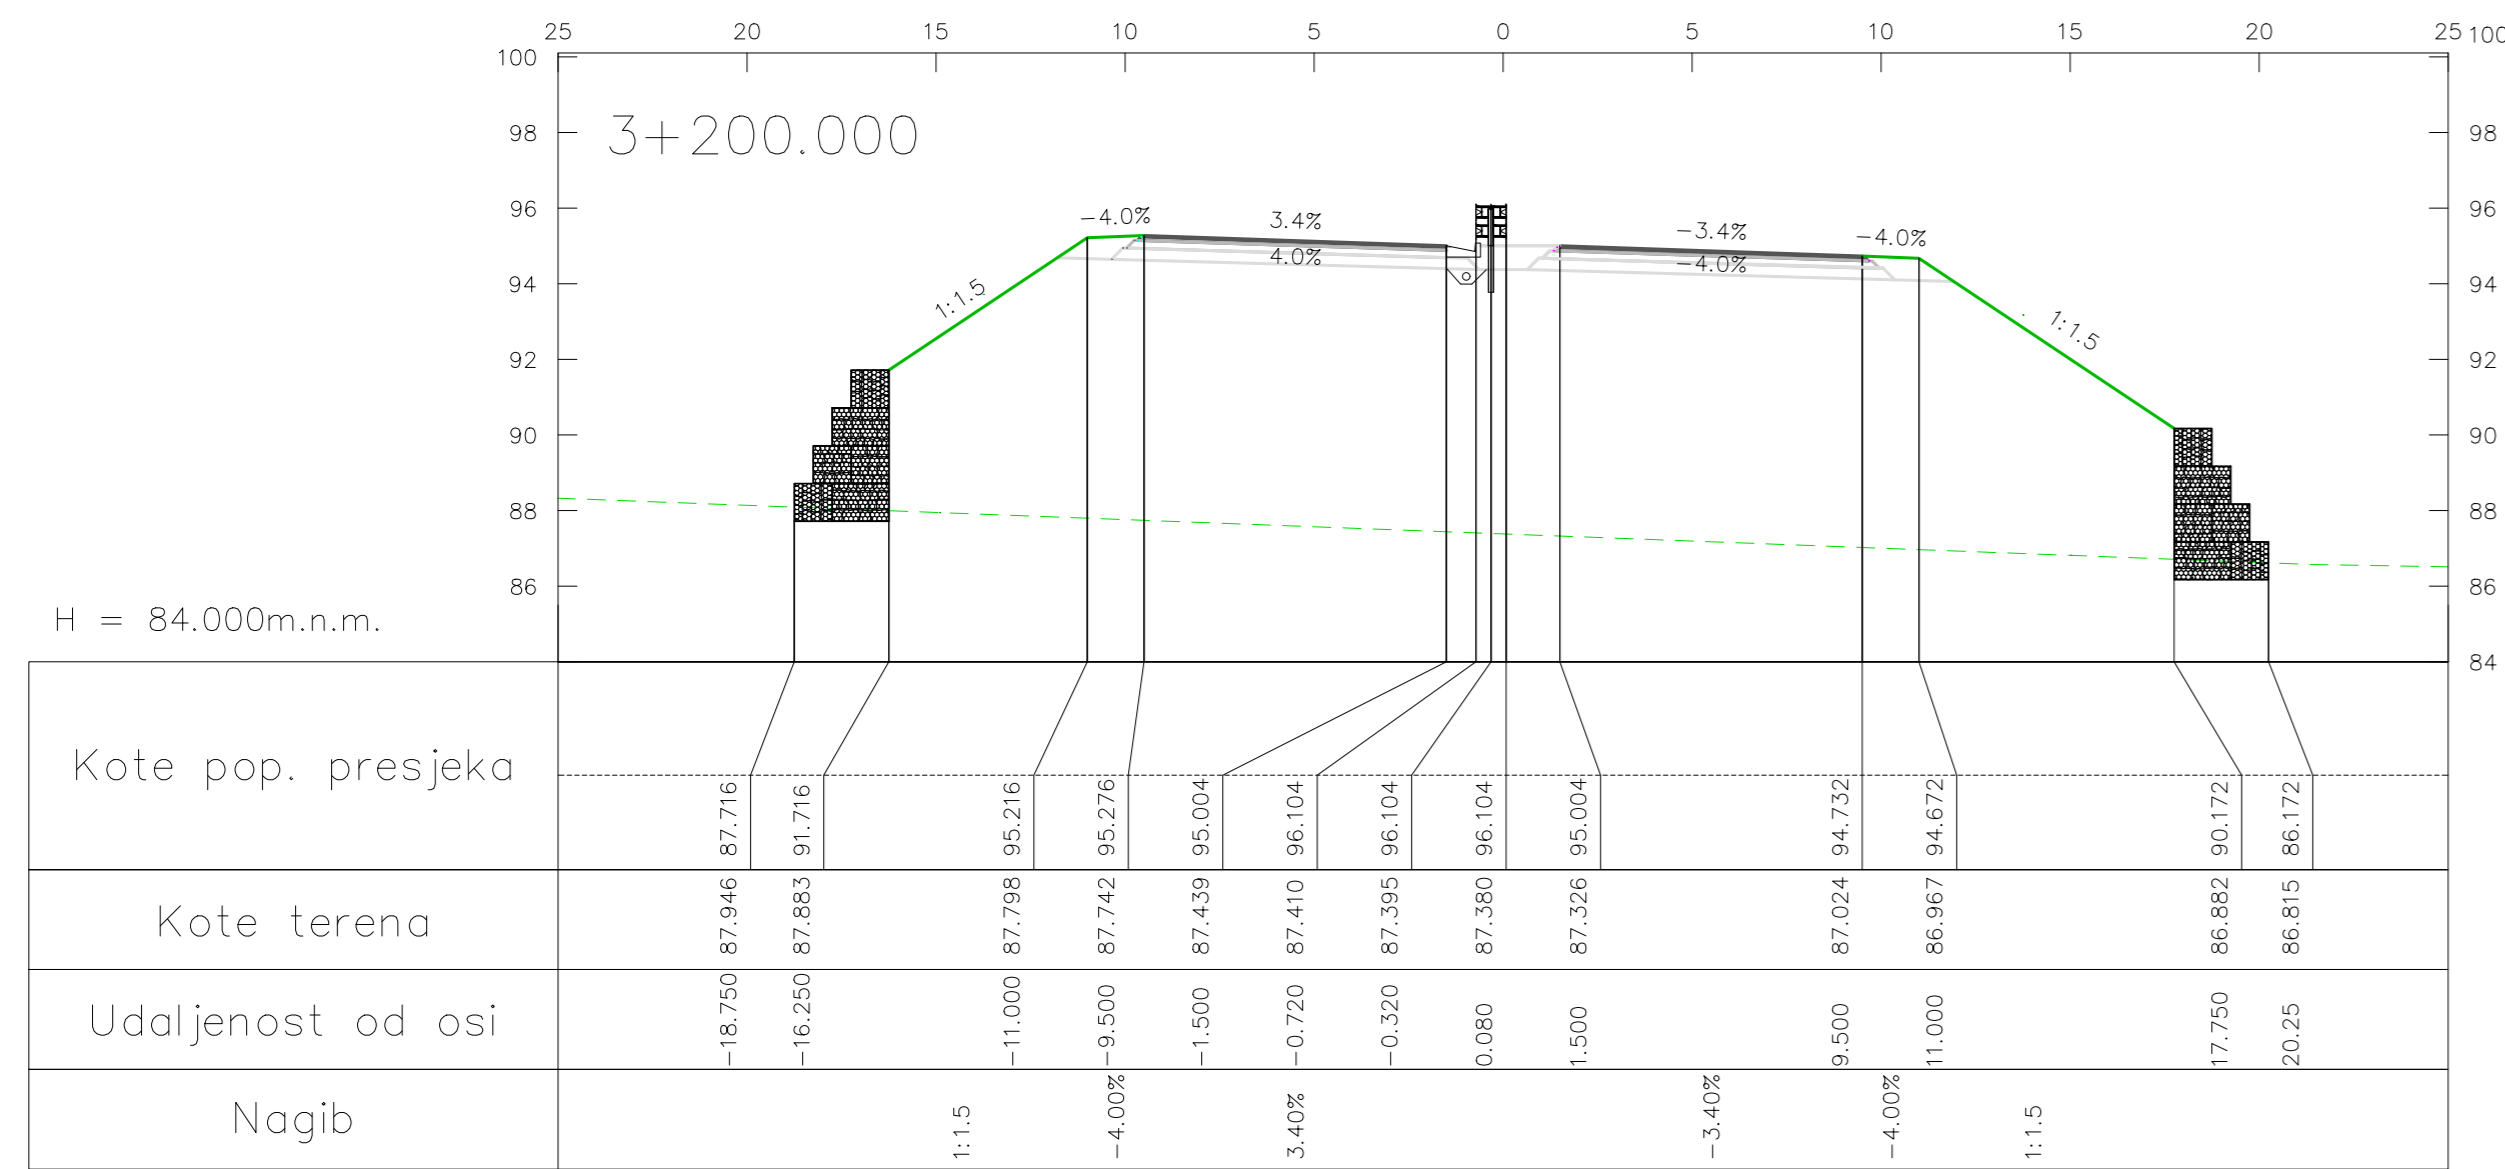 25 20 15 10 5 0 5 10 15 20 25
100 100
98 98
3+200.000
96 96
-4.0% 3.4% -3.4% -4.0%
4.0% -4.0%
94 94
1:1.5 1:1.5
92 92
90 90
88 88
86 86
H = 84.000m.n.m.
84
Kote pop. presjeka 87.716 91.716 95.216 95.276 95.004 96.104 96.104 96.104 95.004 94.732 94.672 90.172 86.172
Kote terena 87.946 87.883 87.798 87.742 87.439 87.410 87.395 87.380 87.326 87.024 86.967 86.882 86.815
Udaljenost od osi -18.750 -16.250 -11.000 -9.500 -1.500 -0.720 -0.320 0.080 1.500 9.500 11.000 17.750 20.25
Nagib 1:1.5 -4.00% 3.40% -3.40% -4.00% 1:1.5